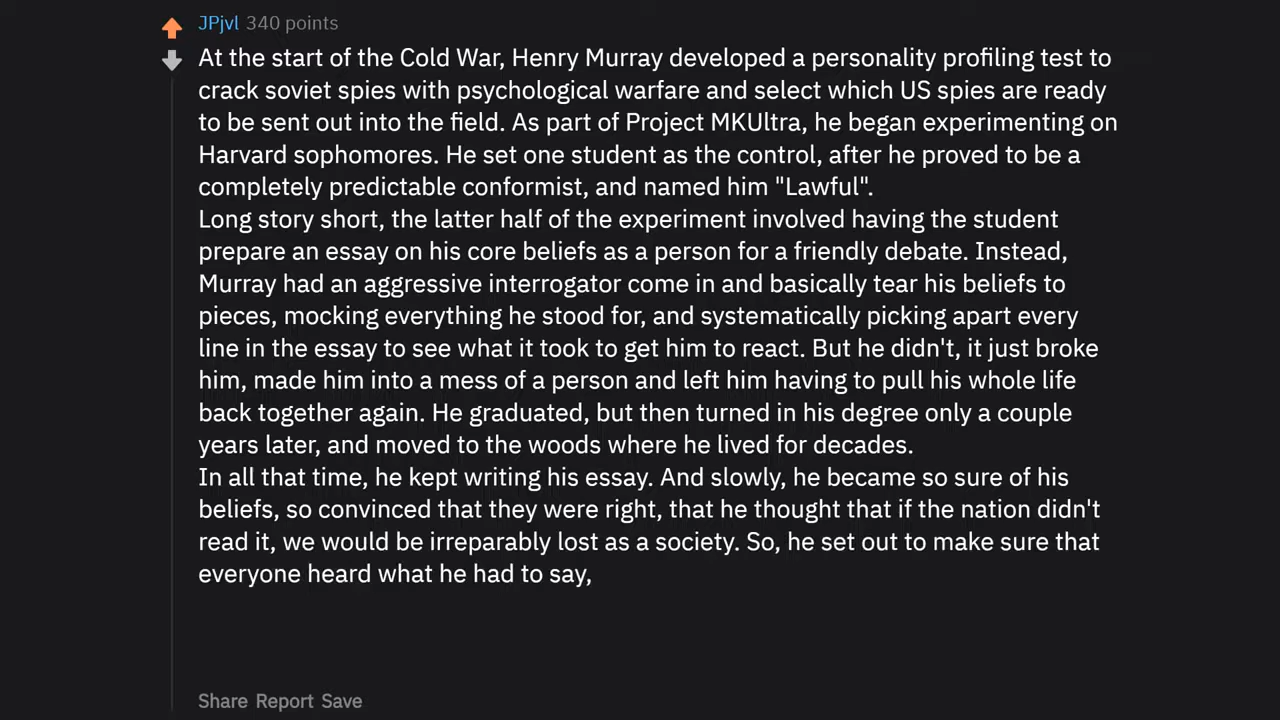 JPjvl 340 points
At the start of the Cold War, Henry Murray developed a personality profiling test to
crack soviet spies with psychological warfare and select which US spies are ready
to be sent out into the field. As part of Project MKUltra, he began experimenting on
Harvard sophomores. He set one student as the control, after he proved to be a
completely predictable conformist, and named him "Lawful".
Long story short, the latter half of the experiment involved having the student
prepare an essay on his core beliefs as a person for a friendly debate. Instead,
Murray had an aggressive interrogator come in and basically tear his beliefs to
pieces, mocking everything he stood for, and systematically picking apart every
line in the essay to see what it took to get him to react. But he didn't, it just broke
him, made him into a mess of a person and left him having to pull his whole life
back together again. He graduated, but then turned in his degree only a couple
years later, and moved to the woods where he lived for decades.
In all that time, he kept writing his essay. And slowly, he became so sure of his
beliefs, so convinced that they were right, that he thought that if the nation didn't
read it, we would be irreparably lost as a society. So, he set out to make sure that
everyone heard what he had to say,
Share Report Save